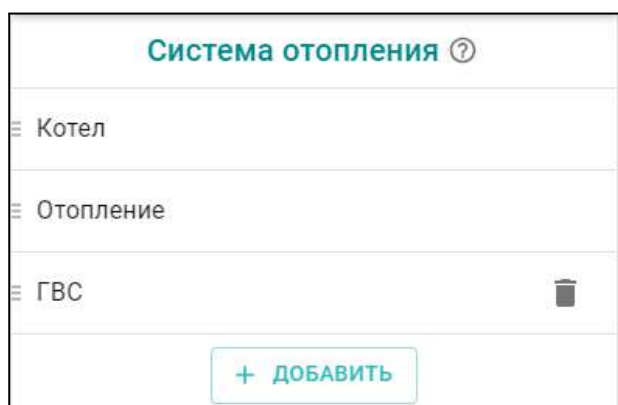 Система отопления ?
Котел
Отопление
ГВС
+ ДОБАВИТЬ